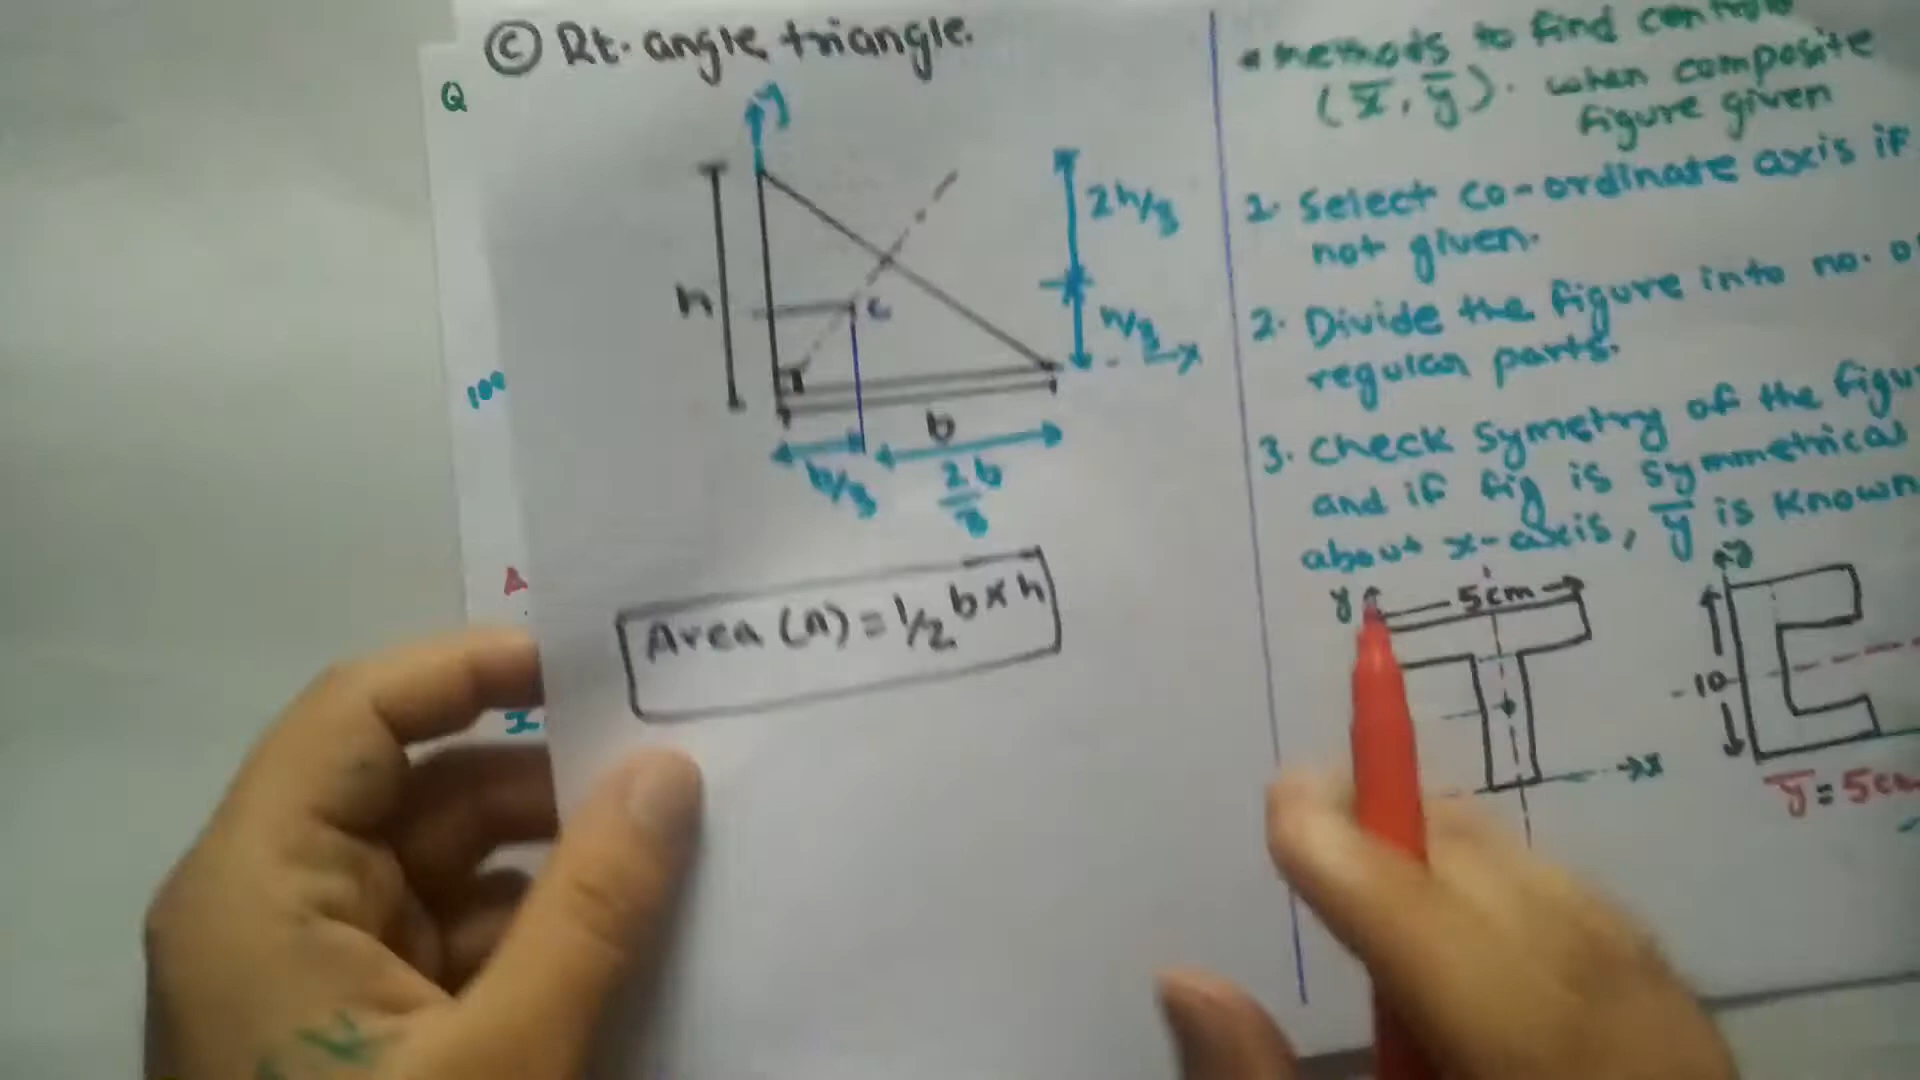 © Rt. angle triangle.
Q
y
h
c
2h/3
h/3
x
b
b/3
2b
3
100
A
Area (A) = 1/2 b x h
x
• methods to find
(x̅, y̅). when composite
figure given
1. Select co-ordinate axis if
not given.
2. Divide the figure into no. of
regular parts.
3. Check Symetry of the figure
and if fig is symmetrical
about x-axis, y̅ is known
y
5cm
x
y
10
y̅ = 5cm